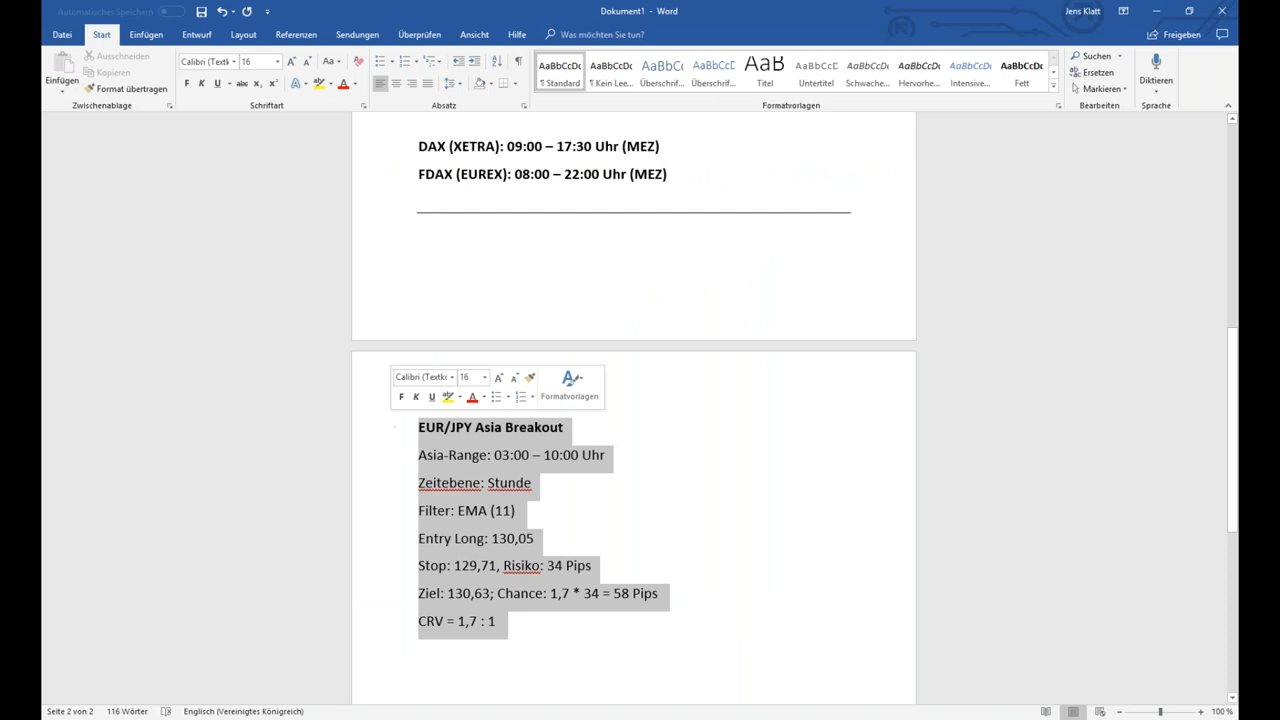 Automatisches Speichern
Dokument1 - Word
Jens Klatt
Datei Start Einfügen Entwurf Layout Referenzen Sendungen Überprüfen Ansicht Hilfe Was möchten Sie tun? Freigeben
Einfügen
Ausschneiden
Kopieren
Format übertragen
Zwischenablage
Calibri (Textk 16
Aa
F K U abc x₂ x²
Schriftart
Absatz
AaBbCcDc AaBbCcDc AaBbCc AaBbCcC AaB AaBbCcC AaBbCcDc AaBbCcDc AaBbCcDc AaBbCcDc
¶ Standard ¶ Kein Lee... Überschrif... Überschrif... Titel Untertitel Schwache... Hervorhe... Intensive... Fett
Formatvorlagen
Suchen
Ersetzen
Markieren
Bearbeiten
Diktieren
Sprache
DAX (XETRA): 09:00 – 17:30 Uhr (MEZ)
FDAX (EUREX): 08:00 – 22:00 Uhr (MEZ)
Calibri (Textk 16
F K U
Formatvorlagen
EUR/JPY Asia Breakout
Asia-Range: 03:00 – 10:00 Uhr
Zeitebene: Stunde
Filter: EMA (11)
Entry Long: 130,05
Stop: 129,71, Risiko: 34 Pips
Ziel: 130,63; Chance: 1,7 * 34 = 58 Pips
CRV = 1,7 : 1
Seite 2 von 2 116 Wörter Englisch (Vereinigtes Königreich) 100 %